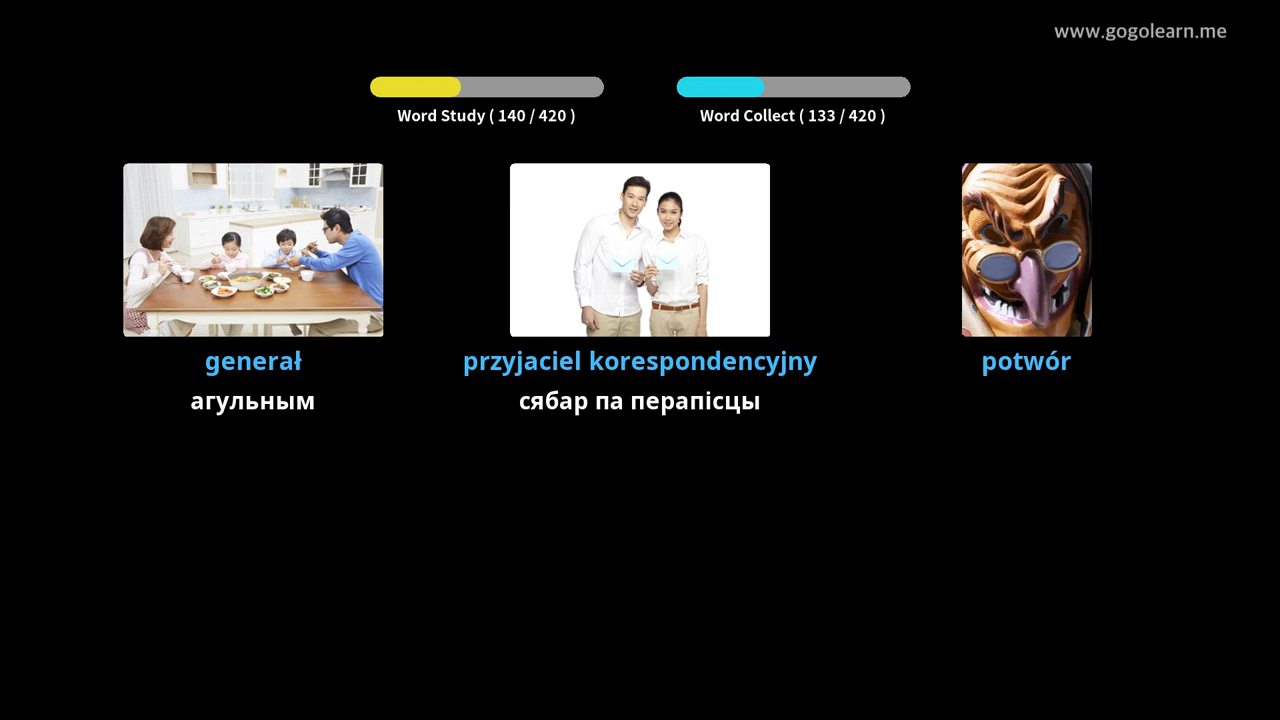 www.gogolearn.me
Word Study ( 140 / 420 )
Word Collect ( 133 / 420 )
generał
агульным
przyjaciel korespondencyjny
сябар па перапісцы
potwór